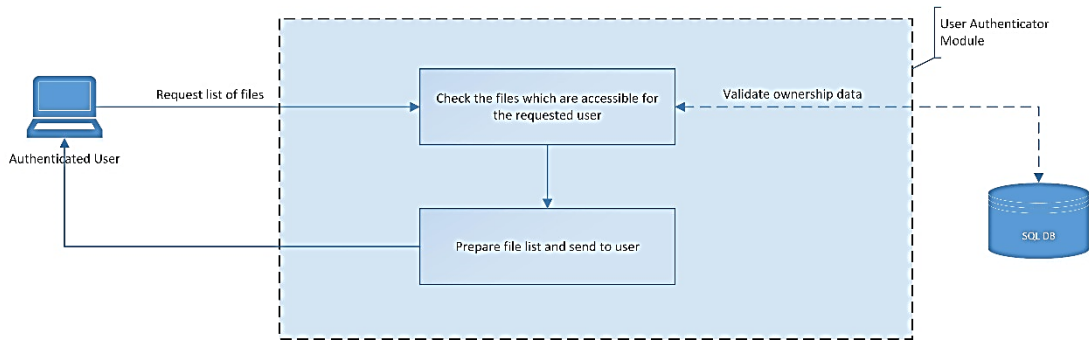 User Authenticator
Module
Request list of files
Check the files which are accessible for
the requested user
Validate ownership data
Authenticated User
Prepare file list and send to user
SQL DB